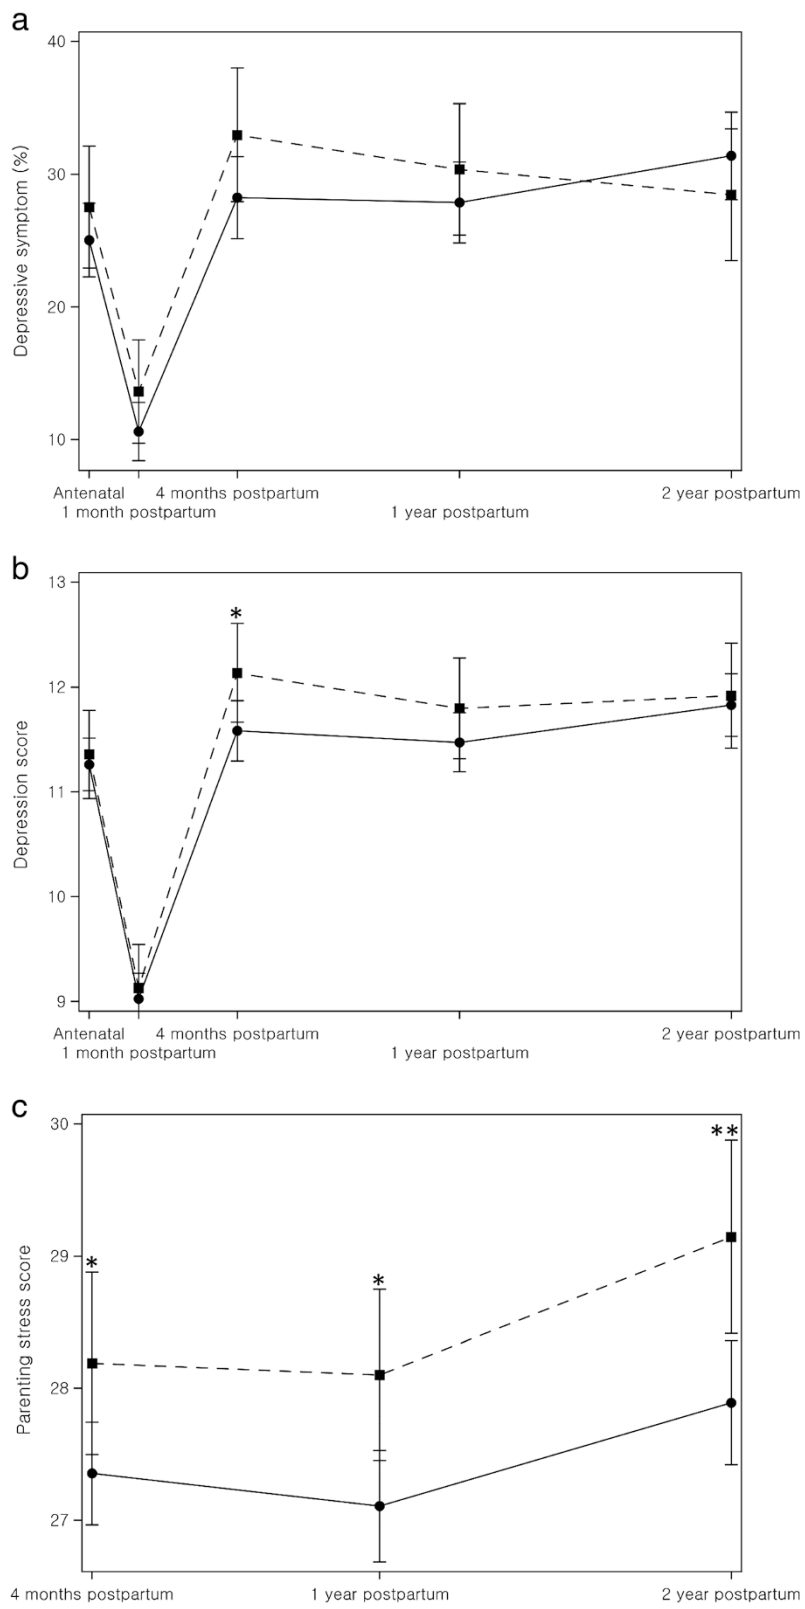 a
40
30
20
10
Depressive symptom (%)
Antenatal 4 months postpartum 2 year postpartum
1 month postpartum 1 year postpartum
b
13
*
12
11
10
9
Depression score
Antenatal 4 months postpartum 2 year postpartum
1 month postpartum 1 year postpartum
c
30
**
29
*
*
28
27
Parenting stress score
4 months postpartum 1 year postpartum 2 year postpartum